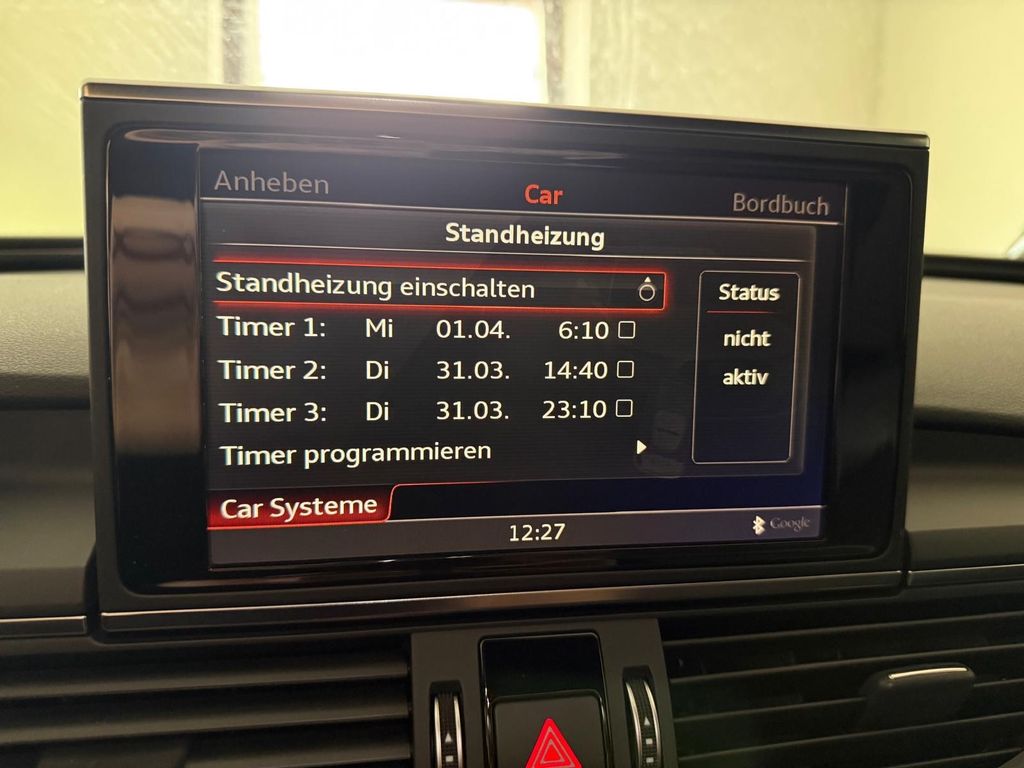 Anheben Car Bordbuch
Standheizung
Standheizung einschalten
Timer 1: Mi 01.04. 6:10
Timer 2: Di 31.03. 14:40
Timer 3: Di 31.03. 23:10
Timer programmieren
Status
nicht
aktiv
Car Systeme
12:27
Google